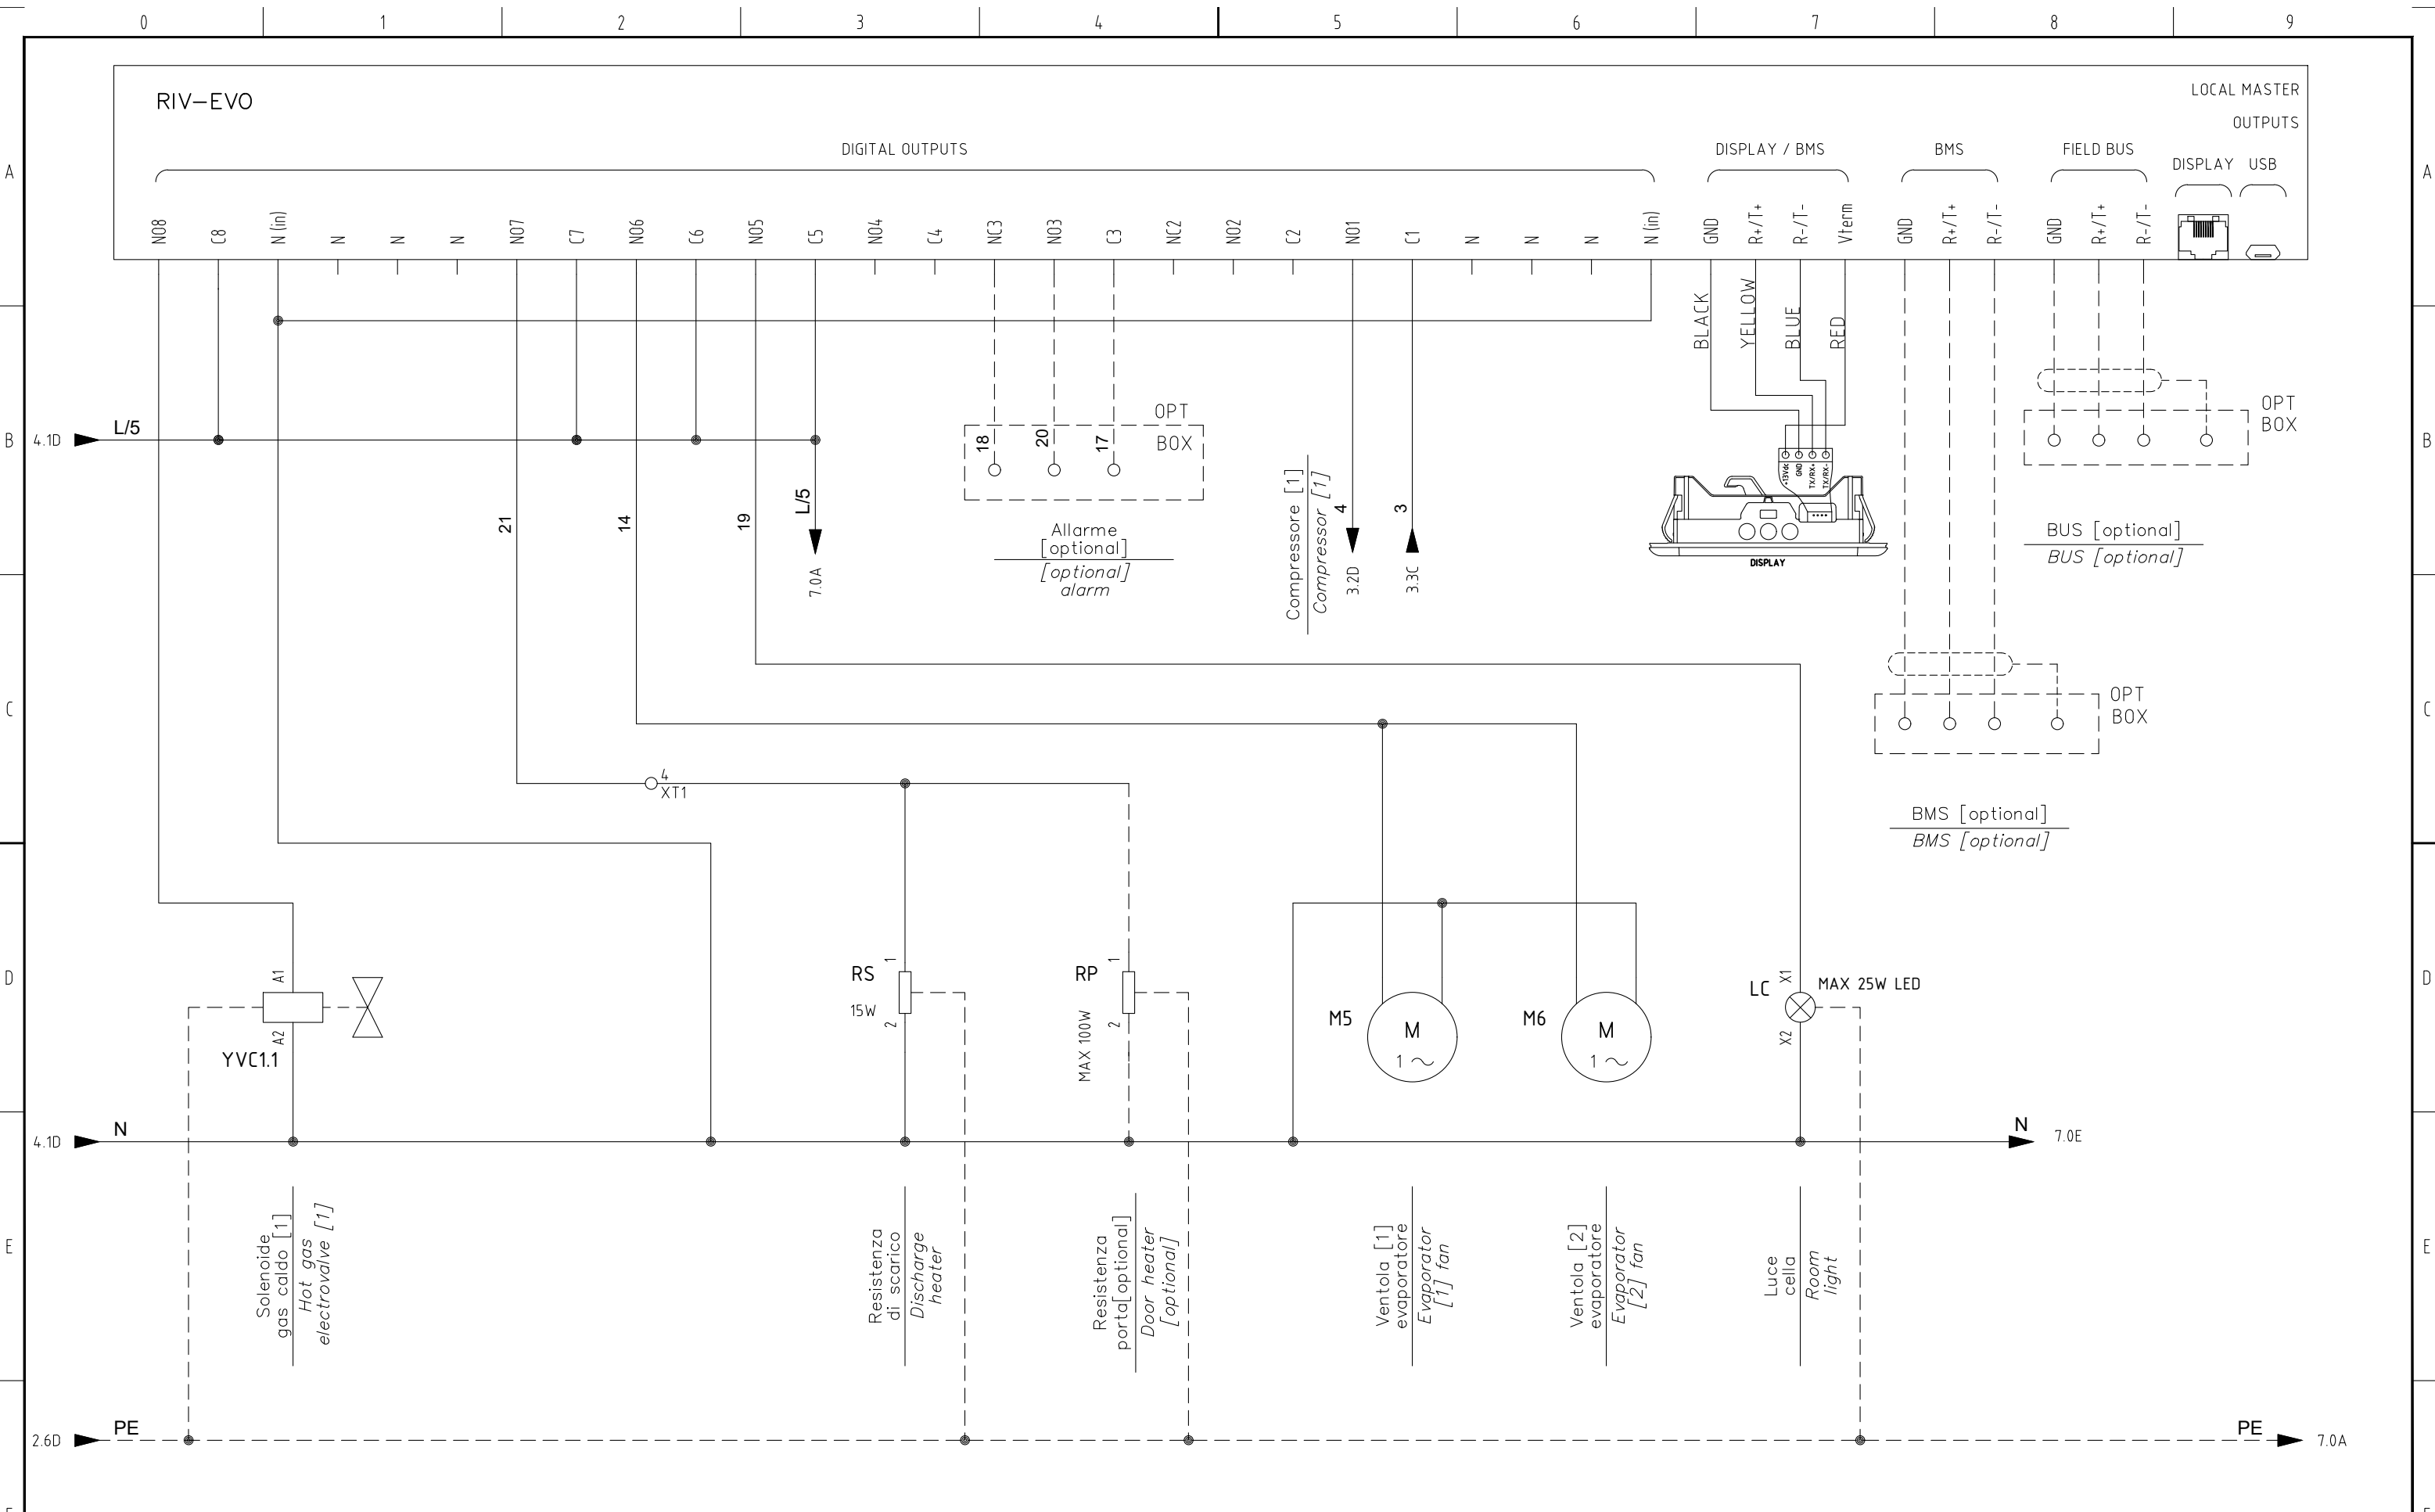 0 1 2 3 4 5 6 7 8 9
RIV-EVO
LOCAL MASTER
OUTPUTS
DIGITAL OUTPUTS
DISPLAY / BMS
BMS
FIELD BUS
DISPLAY
USB
A
A
NO8 C8 N (in) N N N NO7 C7 NO6 C6 NO5 C5 NO4 C4 NC3 NO3 C3 NC2 NO2 C2 NO1 C1 N N N N (in)
GND R+/T+ R-/T- Vterm
GND R+/T+ R-/T-
GND R+/T+ R-/T-
BLACK
YELLOW
BLUE
RED
B
4.1D
L/5
B
OPT
BOX
18 20 17
OPT
BOX
+13Vdc
GND
TX/RX+
TX/RX-
DISPLAY
21
14
19
L/5
7.0A
Allarme
[optional]
[optional]
alarm
Compressore [1]
Compressor [1]
4
3.2D
3
3.3C
BUS [optional]
BUS [optional]
C
C
OPT
BOX
4
XT1
BMS [optional]
BMS [optional]
D
D
A1
A2
YVC1.1
RS
15W
1
2
RP
MAX 100W
1
2
M5
M
1 ~
M6
M
1 ~
LC
X1
X2
MAX 25W LED
4.1D
N
N
7.0E
E
E
Solenoide
gas caldo [1]
Hot gas
electrovalve [1]
Resistenza
di scarico
Discharge
heater
Resistenza
porta[optional]
Door heater
[optional]
Ventola [1]
evaporatore
Evaporator
[1] fan
Ventola [2]
evaporatore
Evaporator
[2] fan
Luce
cella
Room
light
2.6D
PE
PE
7.0A